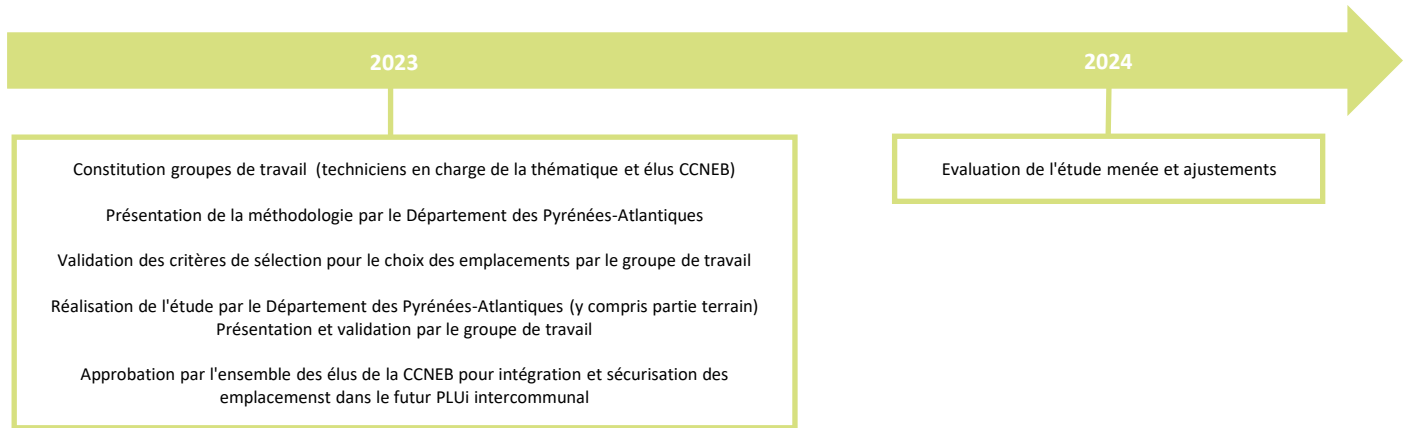 2023
2024
Constitution groupes de travail (techniciens en charge de la thématique et élus CCNEB)
Présentation de la méthodologie par le Département des Pyrénées-Atlantiques
Validation des critères de sélection pour le choix des emplacements par le groupe de travail
Réalisation de l'étude par le Département des Pyrénées-Atlantiques (y compris partie terrain)
Présentation et validation par le groupe de travail
Approbation par l'ensemble des élus de la CCNEB pour intégration et sécurisation des
emplacemenst dans le futur PLUi intercommunal
Evaluation de l'étude menée et ajustements